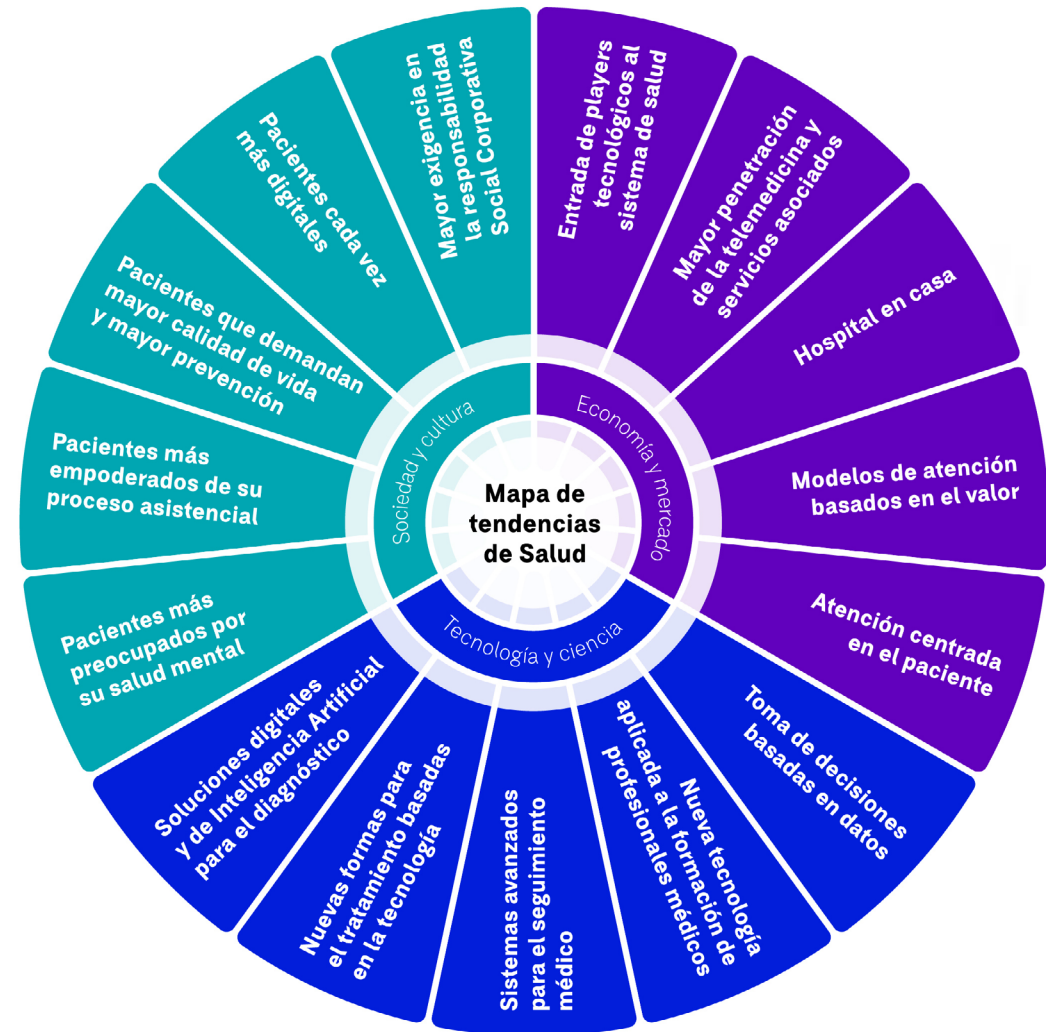 Mapa de
tendencias
de Salud
Economía y mercado
Entrada de players
tecnológicos al
sistema de salud
Mayor penetración
de la telemedicina y
servicios asociados
Hospital en casa
Modelos de atención
basados en el valor
Atención centrada
en el paciente
Tecnología y ciencia
Toma de decisiones
basadas en datos
Nueva tecnología
aplicada a la formación de
profesionales médicos
Sistemas avanzados
para el seguimiento
médico
Nuevas formas para
el tratamiento basadas
en la tecnología
Soluciones digitales
y de Inteligencia Artificial
para el diagnóstico
Sociedad y cultura
Pacientes más
preocupados por
su salud mental
Pacientes más
empoderados de su
proceso asistencial
Pacientes que demandan
mayor calidad de vida
y mayor prevención
Pacientes cada vez
más digitales
Mayor exigencia en
la responsabilidad
Social Corporativa